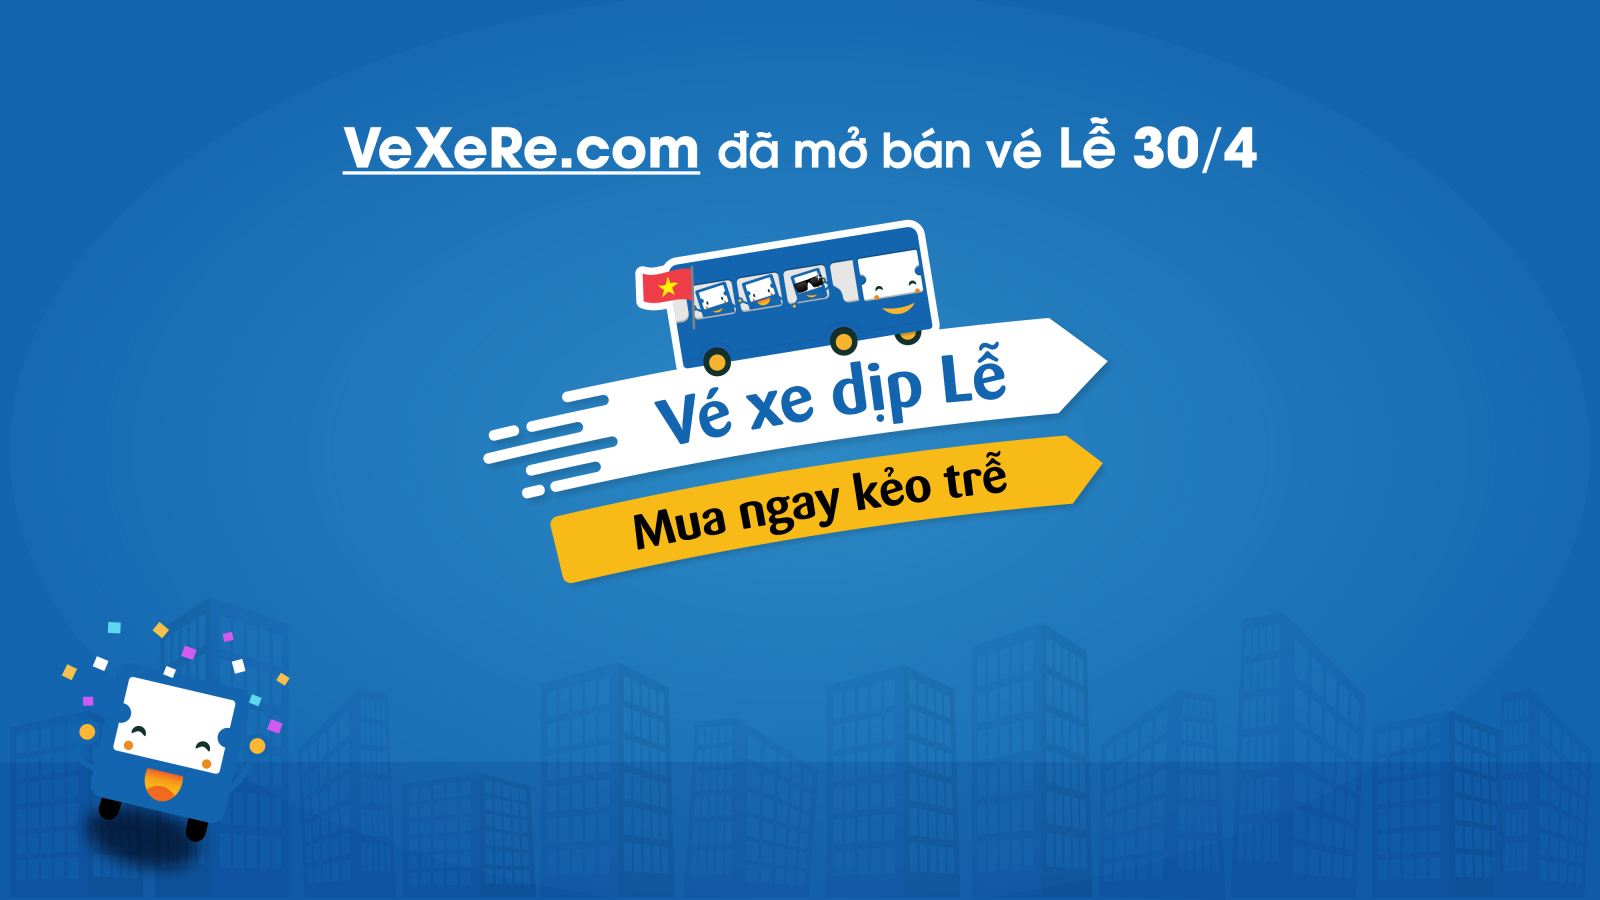 VeXeRe.com đã mở bán vé Lễ 30/4
Vé xe dịp Lễ
Mua ngay kẻo trễ